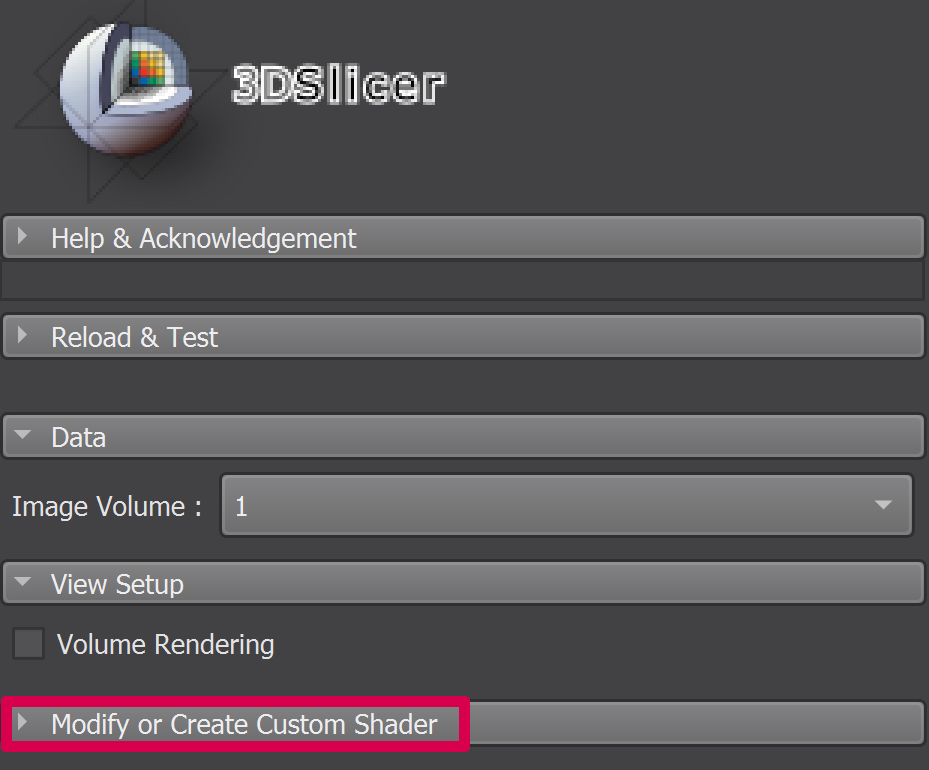 3DSlicer
Help & Acknowledgement
Reload & Test
Data
Image Volume : 1
View Setup
Volume Rendering
Modify or Create Custom Shader